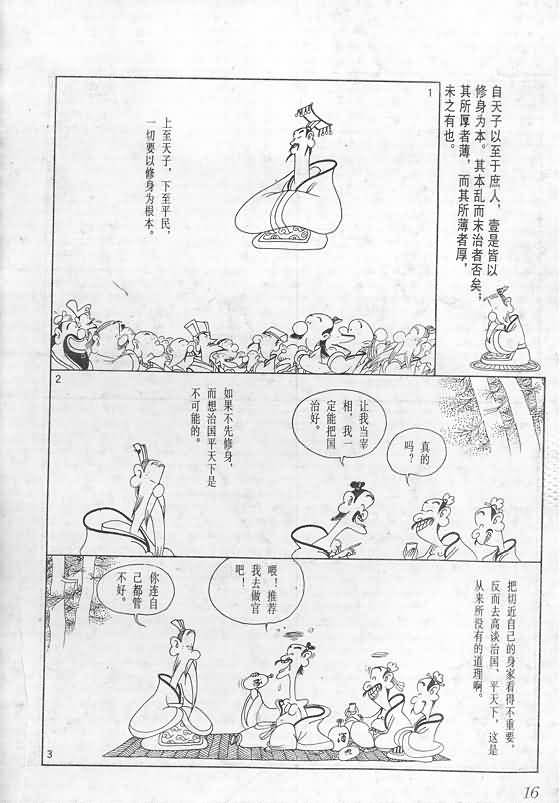 自天子以至于庶人，壹是皆以
修身为本。其本乱而末治者否矣，
其所厚者薄，而其所薄者厚，
未之有也。
1
上至天子，下至平民，
一切要以修身为根本。
2
如果不先修身，
而想治国平天下是
不可能的。
让我当宰
相，我一
定能把国
治好。
真的
吗？
3
把切近自己的身家看得不重要，
反而去高谈治国、平天下，这是
从来所没有的道理啊。
喂！推荐
我去做官
吧！
你连自
己都管
不好。
酒
16